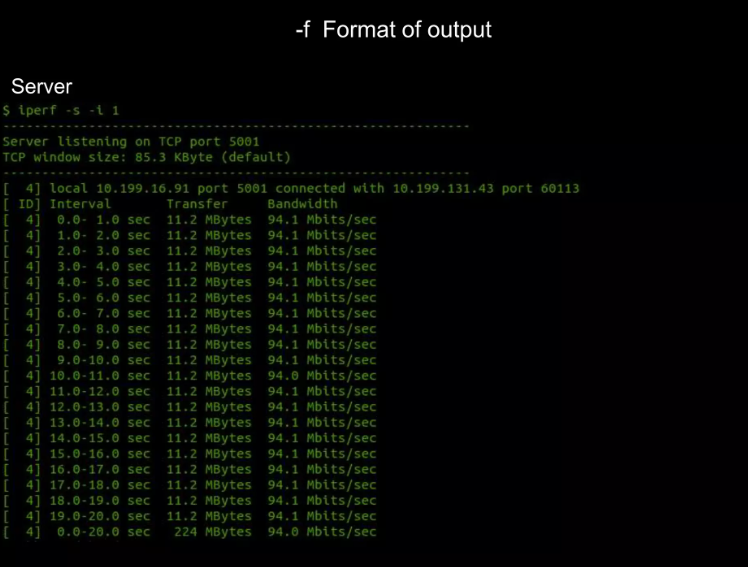 -f  Format of output
Server
$ iperf -s -i 1
------------------------------------------------------------
Server listening on TCP port 5001
TCP window size: 85.3 KByte (default)
------------------------------------------------------------
[  4] local 10.199.16.91 port 5001 connected with 10.199.131.43 port 60113
[ ID] Interval       Transfer     Bandwidth
[  4]  0.0- 1.0 sec  11.2 MBytes  94.1 Mbits/sec
[  4]  1.0- 2.0 sec  11.2 MBytes  94.1 Mbits/sec
[  4]  2.0- 3.0 sec  11.2 MBytes  94.1 Mbits/sec
[  4]  3.0- 4.0 sec  11.2 MBytes  94.1 Mbits/sec
[  4]  4.0- 5.0 sec  11.2 MBytes  94.1 Mbits/sec
[  4]  5.0- 6.0 sec  11.2 MBytes  94.1 Mbits/sec
[  4]  6.0- 7.0 sec  11.2 MBytes  94.1 Mbits/sec
[  4]  7.0- 8.0 sec  11.2 MBytes  94.1 Mbits/sec
[  4]  8.0- 9.0 sec  11.2 MBytes  94.1 Mbits/sec
[  4]  9.0-10.0 sec  11.2 MBytes  94.1 Mbits/sec
[  4] 10.0-11.0 sec  11.2 MBytes  94.0 Mbits/sec
[  4] 11.0-12.0 sec  11.2 MBytes  94.1 Mbits/sec
[  4] 12.0-13.0 sec  11.2 MBytes  94.1 Mbits/sec
[  4] 13.0-14.0 sec  11.2 MBytes  94.1 Mbits/sec
[  4] 14.0-15.0 sec  11.2 MBytes  94.1 Mbits/sec
[  4] 15.0-16.0 sec  11.2 MBytes  94.1 Mbits/sec
[  4] 16.0-17.0 sec  11.2 MBytes  94.1 Mbits/sec
[  4] 17.0-18.0 sec  11.2 MBytes  94.1 Mbits/sec
[  4] 18.0-19.0 sec  11.2 MBytes  94.1 Mbits/sec
[  4] 19.0-20.0 sec  11.2 MBytes  94.1 Mbits/sec
[  4]  0.0-20.0 sec   224 MBytes  94.0 Mbits/sec